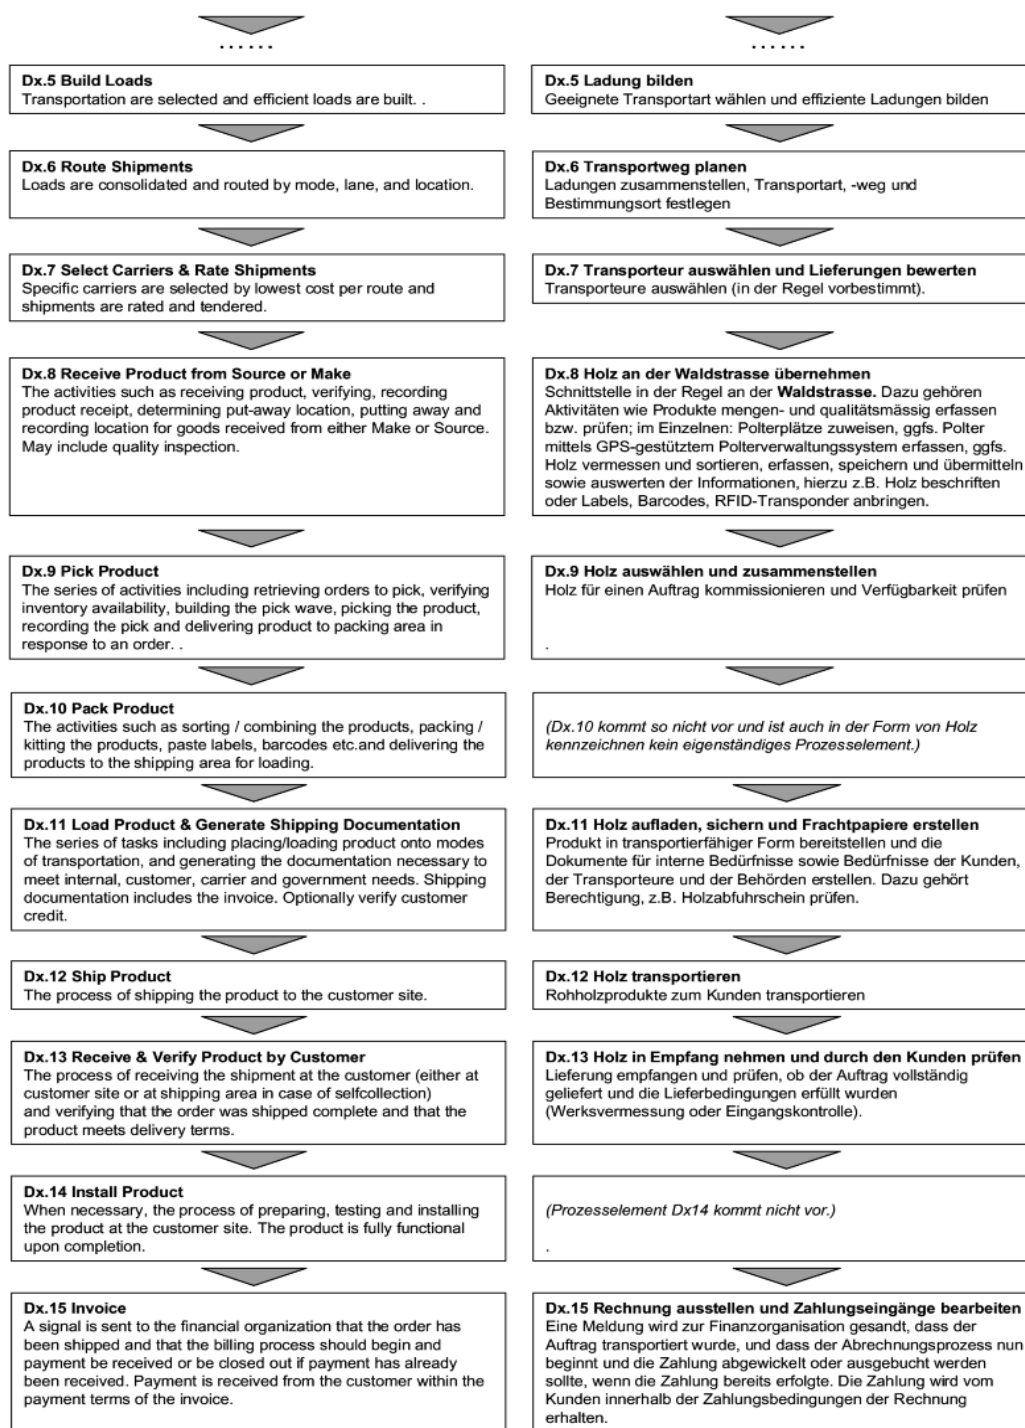 ......
Dx.5 Build Loads
Transportation are selected and efficient loads are built. .
Dx.6 Route Shipments
Loads are consolidated and routed by mode, lane, and location.
Dx.7 Select Carriers & Rate Shipments
Specific carriers are selected by lowest cost per route and
shipments are rated and tendered.
Dx.8 Receive Product from Source or Make
The activities such as receiving product, verifying, recording
product receipt, determining put-away location, putting away and
recording location for goods received from either Make or Source.
May include quality inspection.
Dx.9 Pick Product
The series of activities including retrieving orders to pick, verifying
inventory availability, building the pick wave, picking the product,
recording the pick and delivering product to packing area in
response to an order. .
Dx.10 Pack Product
The activities such as sorting / combining the products, packing /
kitting the products, paste labels, barcodes etc.and delivering the
products to the shipping area for loading.
Dx.11 Load Product & Generate Shipping Documentation
The series of tasks including placing/loading product onto modes
of transportation, and generating the documentation necessary to
meet internal, customer, carrier and government needs. Shipping
documentation includes the invoice. Optionally verify customer
credit.
Dx.12 Ship Product
The process of shipping the product to the customer site.
Dx.13 Receive & Verify Product by Customer
The process of receiving the shipment at the customer (either at
customer site or at shipping area in case of selfcollection)
and verifying that the order was shipped complete and that the
product meets delivery terms.
Dx.14 Install Product
When necessary, the process of preparing, testing and installing
the product at the customer site. The product is fully functional
upon completion.
Dx.15 Invoice
A signal is sent to the financial organization that the order has
been shipped and that the billing process should begin and
payment be received or be closed out if payment has already
been received. Payment is received from the customer within the
payment terms of the invoice.
......
Dx.5 Ladung bilden
Geeignete Transportart wählen und effiziente Ladungen bilden
Dx.6 Transportweg planen
Ladungen zusammenstellen, Transportart, -weg und
Bestimmungsort festlegen
Dx.7 Transporteur auswählen und Lieferungen bewerten
Transporteure auswählen (in der Regel vorbestimmt).
Dx.8 Holz an der Waldstrasse übernehmen
Schnittstelle in der Regel an der Waldstrasse. Dazu gehören
Aktivitäten wie Produkte mengen- und qualitätsmässig erfassen
bzw. prüfen; im Einzelnen: Polterplätze zuweisen, ggfs. Polter
mittels GPS-gestütztem Polterverwaltungssystem erfassen, ggfs.
Holz vermessen und sortieren, erfassen, speichern und übermitteln
sowie auswerten der Informationen, hierzu z.B. Holz beschriften
oder Labels, Barcodes, RFID-Transponder anbringen.
Dx.9 Holz auswählen und zusammenstellen
Holz für einen Auftrag kommissionieren und Verfügbarkeit prüfen
.
(Dx.10 kommt so nicht vor und ist auch in der Form von Holz
kennzeichnen kein eigenständiges Prozesselement.)
Dx.11 Holz aufladen, sichern und Frachtpapiere erstellen
Produkt in transportierfähiger Form bereitstellen und die
Dokumente für interne Bedürfnisse sowie Bedürfnisse der Kunden,
der Transporteure und der Behörden erstellen. Dazu gehört
Berechtigung, z.B. Holzabfuhrschein prüfen.
Dx.12 Holz transportieren
Rohholzprodukte zum Kunden transportieren
Dx.13 Holz in Empfang nehmen und durch den Kunden prüfen
Lieferung empfangen und prüfen, ob der Auftrag vollständig
geliefert und die Lieferbedingungen erfüllt wurden
(Werksvermessung oder Eingangskontrolle).
(Prozesselement Dx14 kommt nicht vor.)
.
Dx.15 Rechnung ausstellen und Zahlungseingänge bearbeiten
Eine Meldung wird zur Finanzorganisation gesandt, dass der
Auftrag transportiert wurde, und dass der Abrechnungsprozess nun
beginnt und die Zahlung abgewickelt oder ausgebucht werden
sollte, wenn die Zahlung bereits erfolgte. Die Zahlung wird vom
Kunden innerhalb der Zahlungsbedingungen der Rechnung
erhalten.